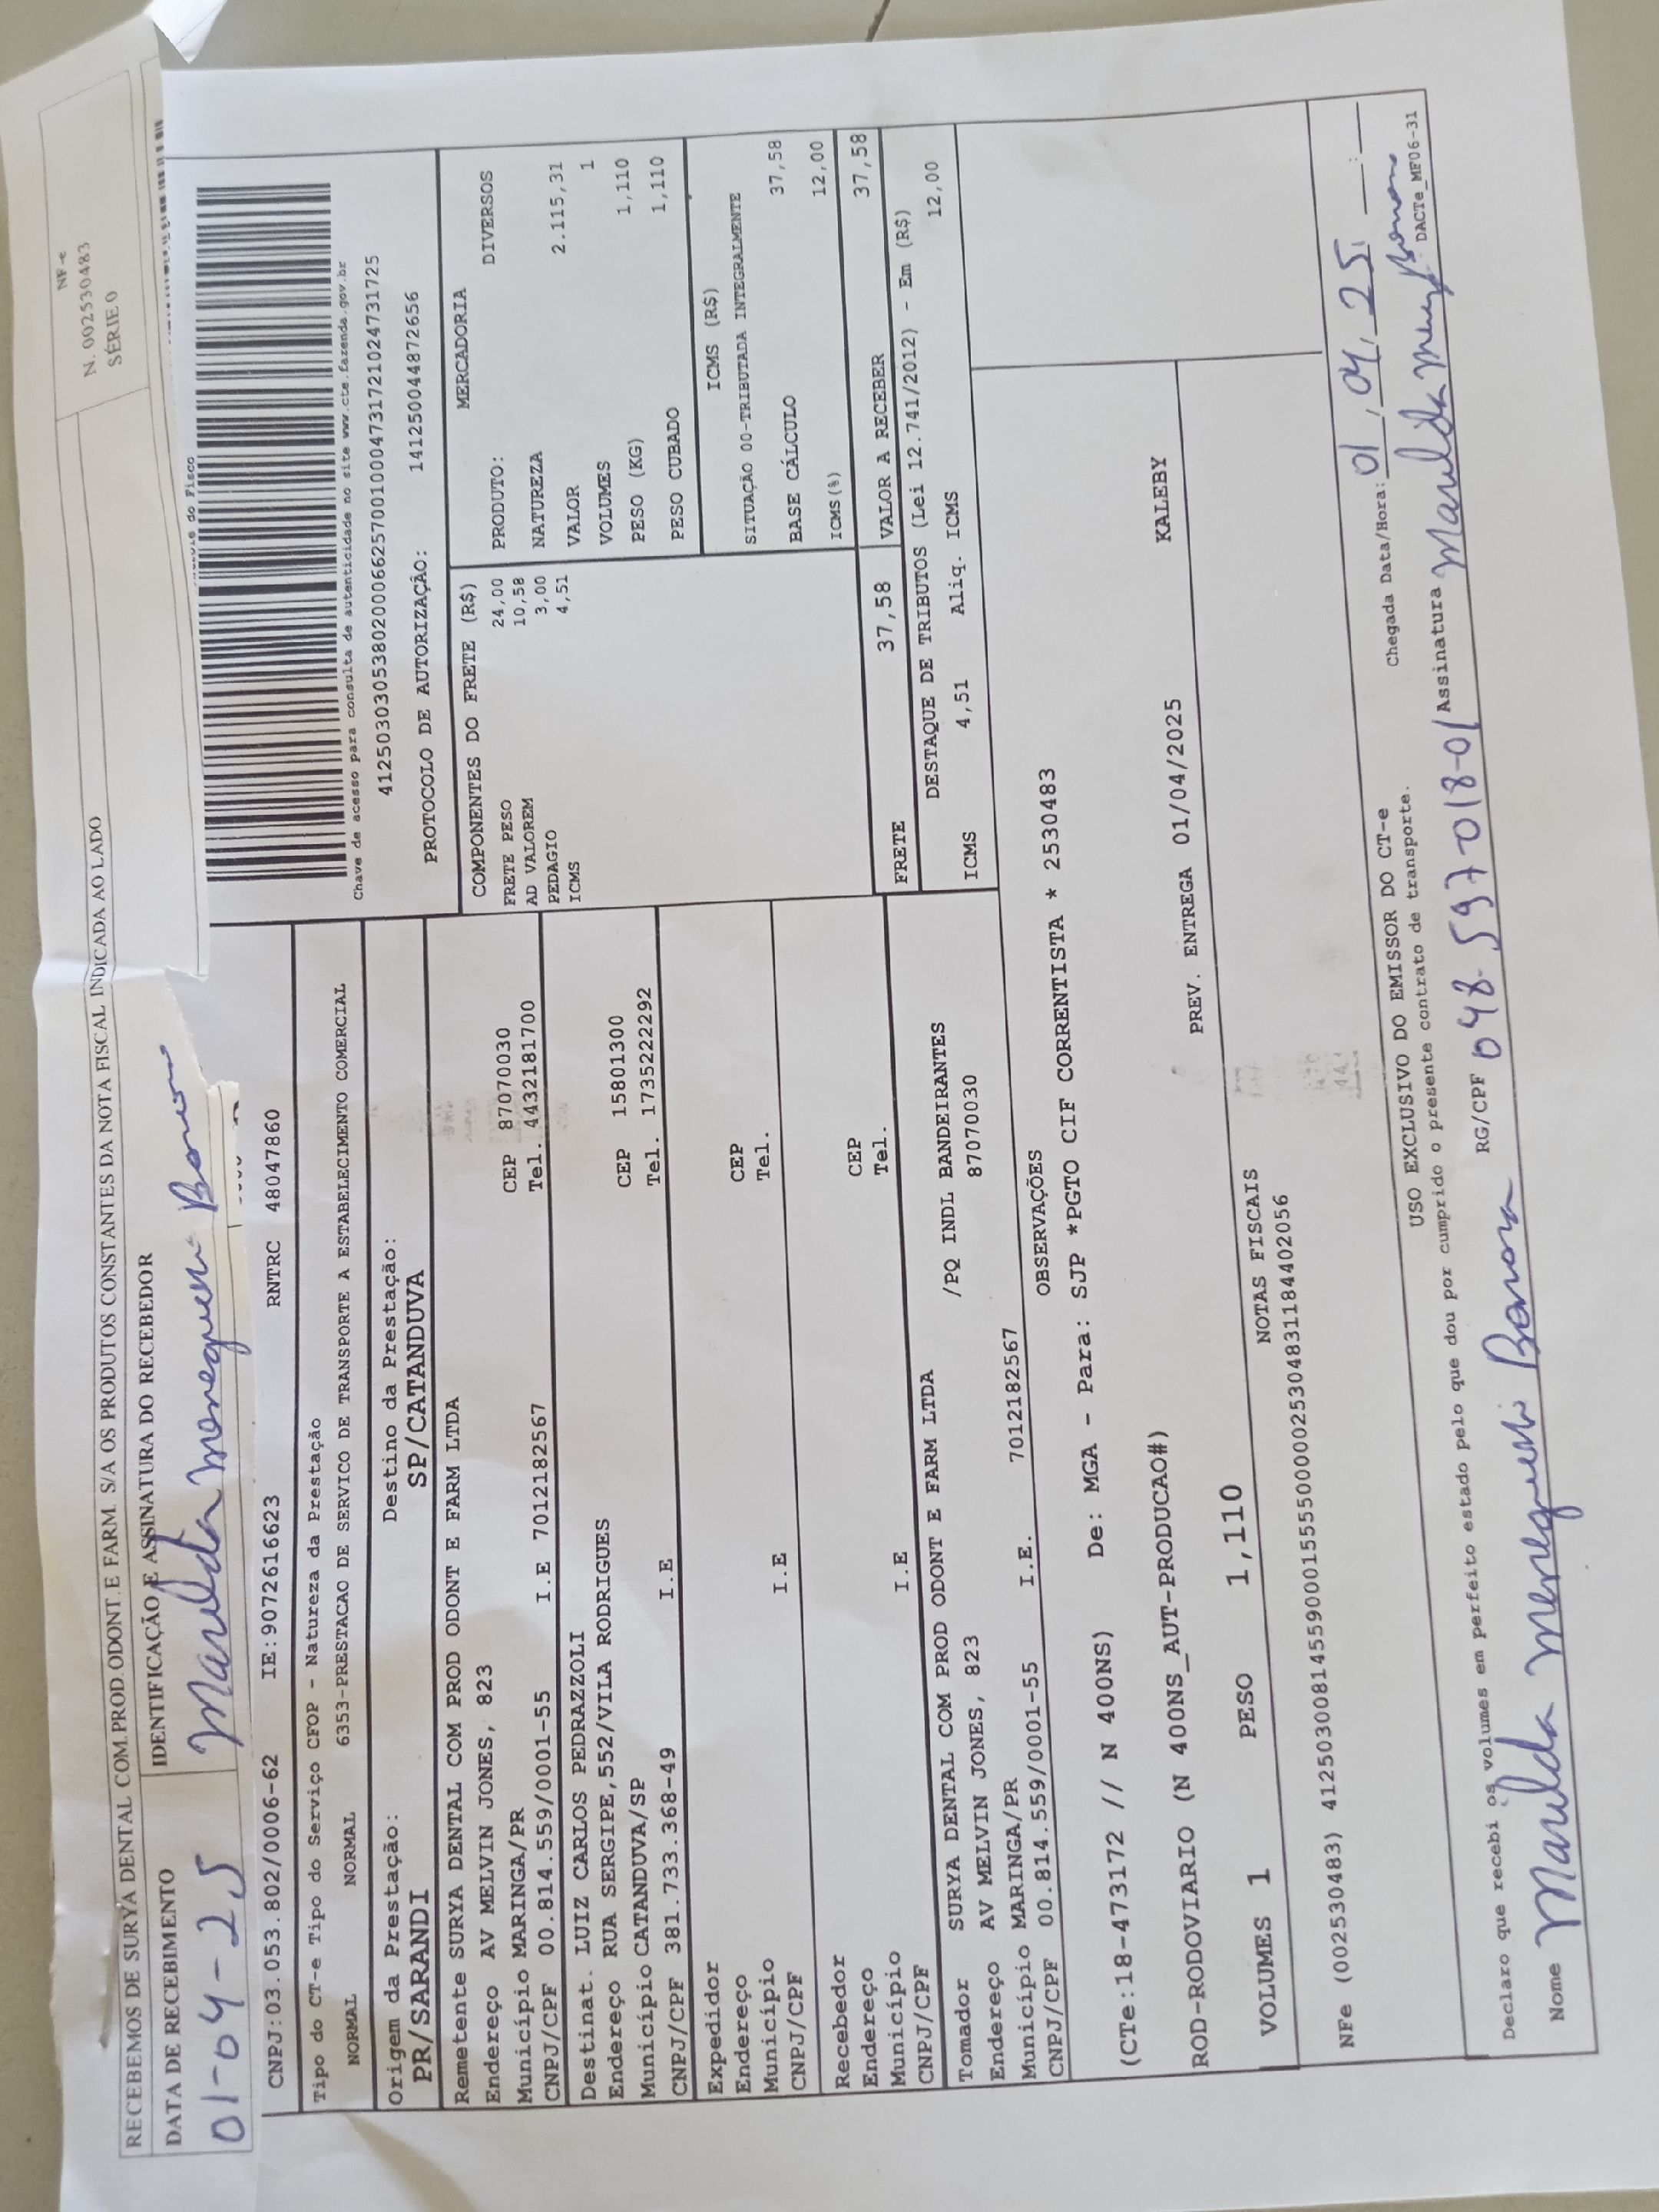 RECEBEMOS DE SURYA DENTAL COM.PROD.ODONT.E FARM. S/A OS PRODUTOS CONSTANTES DA NOTA FISCAL INDICADA AO LADO
NF-e
N. 002530483
SÉRIE 0
DATA DE RECEBIMENTO
IDENTIFICAÇÃO E ASSINATURA DO RECEBEDOR
01-04-25
do Fisco
CNPJ:03.053.802/0006-62 IE:9072616623 RNTRC 48047860
Tipo do CT-e Tipo do Serviço CFOP - Natureza da Prestação
NORMAL NORMAL 6353-PRESTACAO DE SERVICO DE TRANSPORTE A ESTABELECIMENTO COMERCIAL
Origem da Prestação: Destino da Prestação:
PR/SARANDI SP/CATANDUVA
Chave de acesso para consulta de autenticidade no site www.cte.fazenda.gov.br
41250303053802000662570010004731721024731725
PROTOCOLO DE AUTORIZAÇÃO: 141250044872656
Remetente SURYA DENTAL COM PROD ODONT E FARM LTDA
Endereço AV MELVIN JONES, 823 CEP 87070030
Município MARINGA/PR Tel. 4432181700
CNPJ/CPF 00.814.559/0001-55 I.E 7012182567
Destinat. LUIZ CARLOS PEDRAZZOLI
Endereço RUA SERGIPE,552/VILA RODRIGUES CEP 15801300
Município CATANDUVA/SP Tel. 1735222292
CNPJ/CPF 381.733.368-49 I.E
Expedidor
Endereço CEP
Município Tel.
CNPJ/CPF I.E
Recebedor
Endereço CEP
Município Tel.
CNPJ/CPF I.E
Tomador SURYA DENTAL COM PROD ODONT E FARM LTDA
Endereço AV MELVIN JONES, 823 /PQ INDL BANDEIRANTES
Município MARINGA/PR 87070030
CNPJ/CPF 00.814.559/0001-55 I.E. 7012182567
COMPONENTES DO FRETE (R$)
FRETE PESO 24,00
AD VALOREM 10,58
PEDAGIO 3,00
ICMS 4,51
MERCADORIA
PRODUTO: DIVERSOS
NATUREZA
VALOR 2.115,31
VOLUMES 1
PESO (KG) 1,110
PESO CUBADO 1,110
ICMS (R$)
SITUAÇÃO 00-TRIBUTADA INTEGRALMENTE
BASE CÁLCULO 37,58
ICMS(%) 12,00
FRETE 37,58 VALOR A RECEBER 37,58
DESTAQUE DE TRIBUTOS (Lei 12.741/2012) - Em (R$)
ICMS 4,51 Aliq. ICMS 12,00
OBSERVAÇÕES
(CTe:18-473172 // N 400NS) De: MGA - Para: SJP *PGTO CIF CORRENTISTA * 2530483
ROD-RODOVIARIO (N 400NS_AUT-PRODUCAO#)
PREV. ENTREGA 01/04/2025 KALEBY
VOLUMES 1 PESO 1,110
NOTAS FISCAIS
NFe (002530483) 41250300814559000155550000025304831184402056
USO EXCLUSIVO DO EMISSOR DO CT-e
Chegada Data/Hora: 01/04/25 __:__
Declaro que recebi os volumes em perfeito estado pelo que dou por cumprido o presente contrato de transporte.
Nome RG/CPF 048.597018-01 Assinatura
DACTe_MF06-31